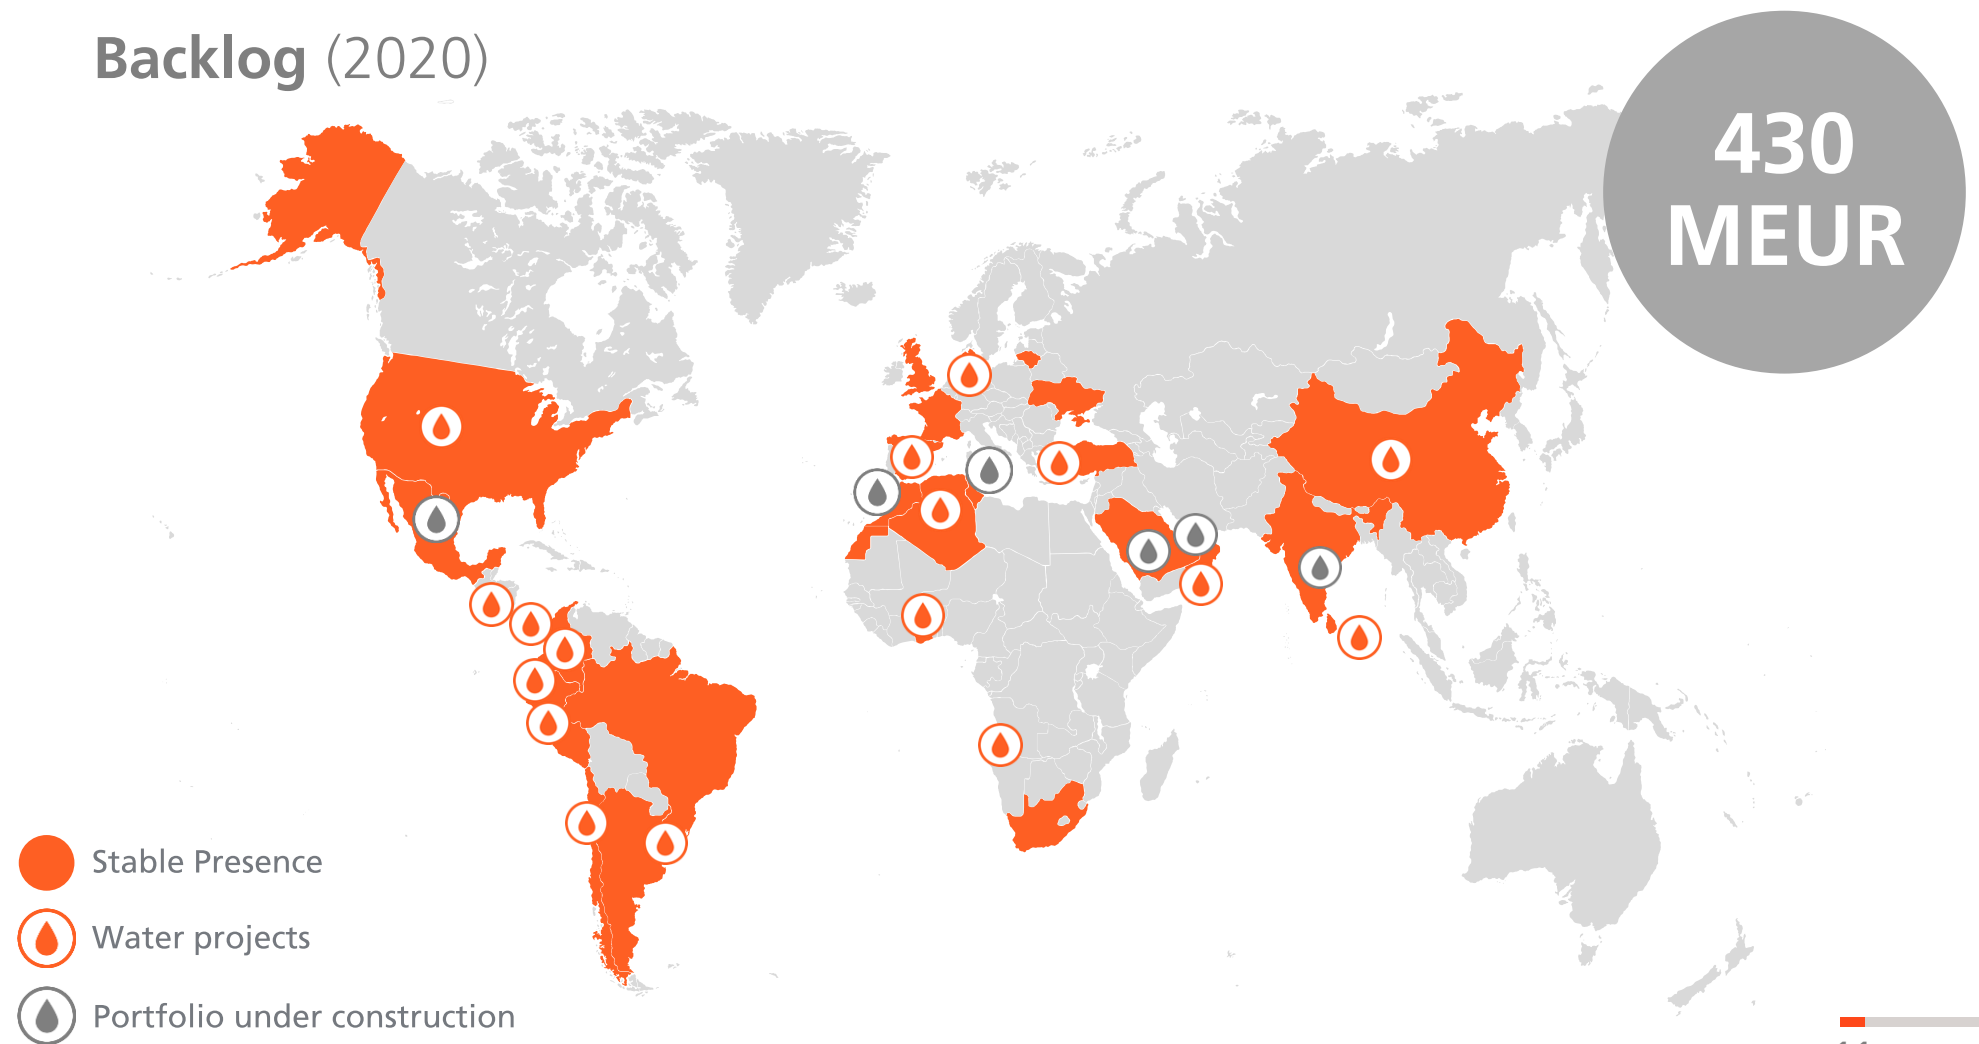 Backlog (2020)
430
MEUR
Stable Presence
Water projects
Portfolio under construction